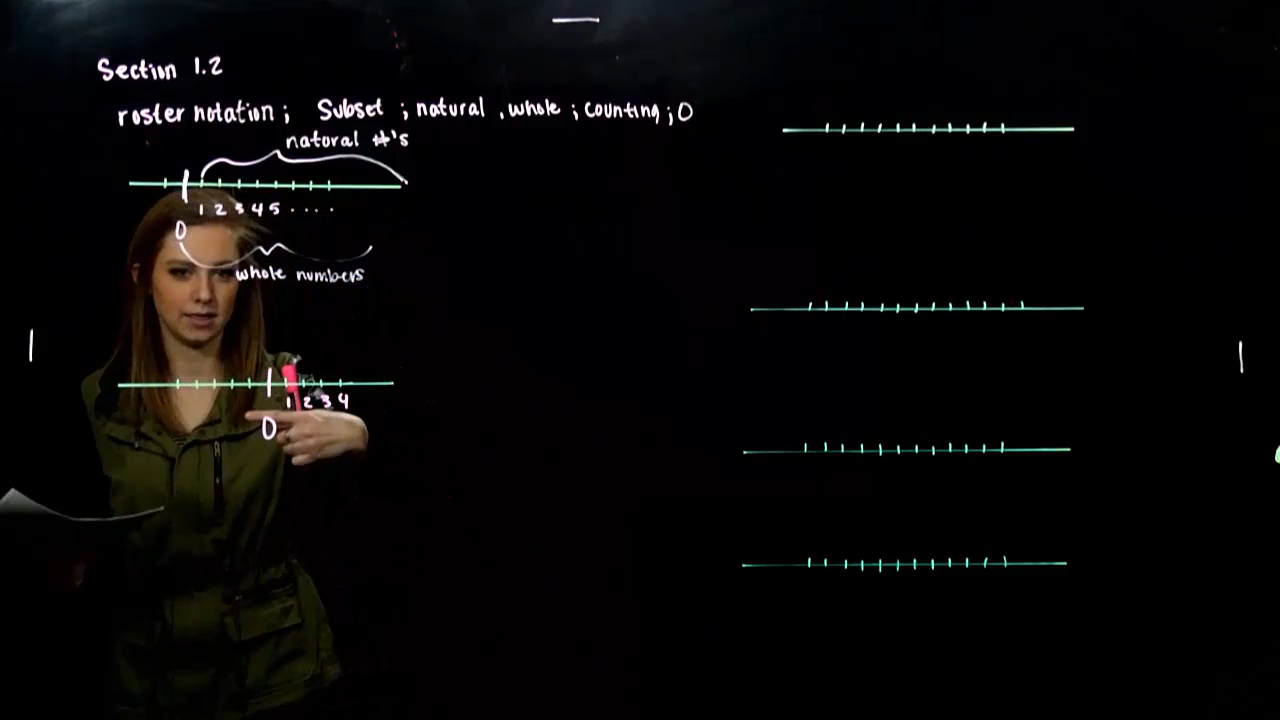 Section 1.2
roster notation; Subset ; natural, whole ; counting; 0
natural #'s
1 2 3 4 5 . . . .
0
whole numbers
1 2 3 4
0